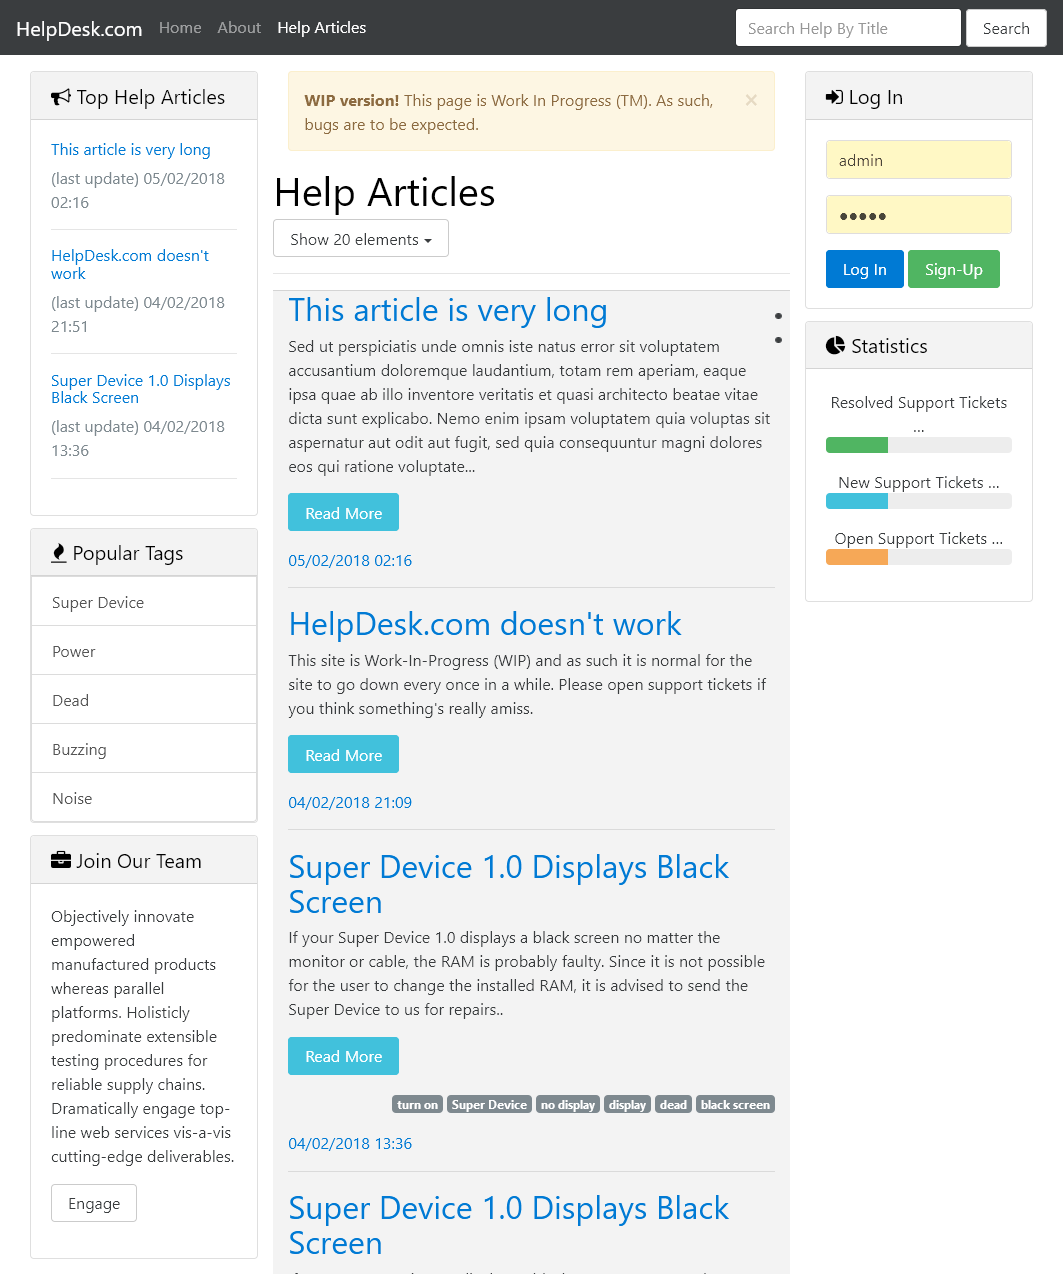 HelpDesk.com Home About Help Articles Search Help By Title Search
Top Help Articles
This article is very long
(last update) 05/02/2018
02:16
HelpDesk.com doesn't
work
(last update) 04/02/2018
21:51
Super Device 1.0 Displays
Black Screen
(last update) 04/02/2018
13:36
Popular Tags
Super Device
Power
Dead
Buzzing
Noise
Join Our Team
Objectively innovate
empowered
manufactured products
whereas parallel
platforms. Holisticly
predominate extensible
testing procedures for
reliable supply chains.
Dramatically engage top-
line web services vis-a-vis
cutting-edge deliverables.
Engage
WIP version! This page is Work In Progress (TM). As such, ×
bugs are to be expected.
Help Articles
Show 20 elements
This article is very long
Sed ut perspiciatis unde omnis iste natus error sit voluptatem
accusantium doloremque laudantium, totam rem aperiam, eaque
ipsa quae ab illo inventore veritatis et quasi architecto beatae vitae
dicta sunt explicabo. Nemo enim ipsam voluptatem quia voluptas sit
aspernatur aut odit aut fugit, sed quia consequuntur magni dolores
eos qui ratione voluptate...
Read More
05/02/2018 02:16
HelpDesk.com doesn't work
This site is Work-In-Progress (WIP) and as such it is normal for the
site to go down every once in a while. Please open support tickets if
you think something's really amiss.
Read More
04/02/2018 21:09
Super Device 1.0 Displays Black
Screen
If your Super Device 1.0 displays a black screen no matter the
monitor or cable, the RAM is probably faulty. Since it is not possible
for the user to change the installed RAM, it is advised to send the
Super Device to us for repairs..
Read More
turn on Super Device no display display dead black screen
04/02/2018 13:36
Super Device 1.0 Displays Black
Screen
Log In
admin
●●●●●
Log In Sign-Up
Statistics
Resolved Support Tickets
...
New Support Tickets ...
Open Support Tickets ...